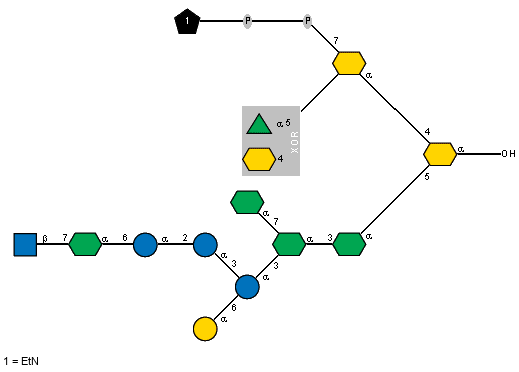 1 P P
7
α
α 5
4
XOR
4
α OH
5
α 7
β 7 α 6 α 2 α 3 α 3 α 3 α
6 α
1 = EtN